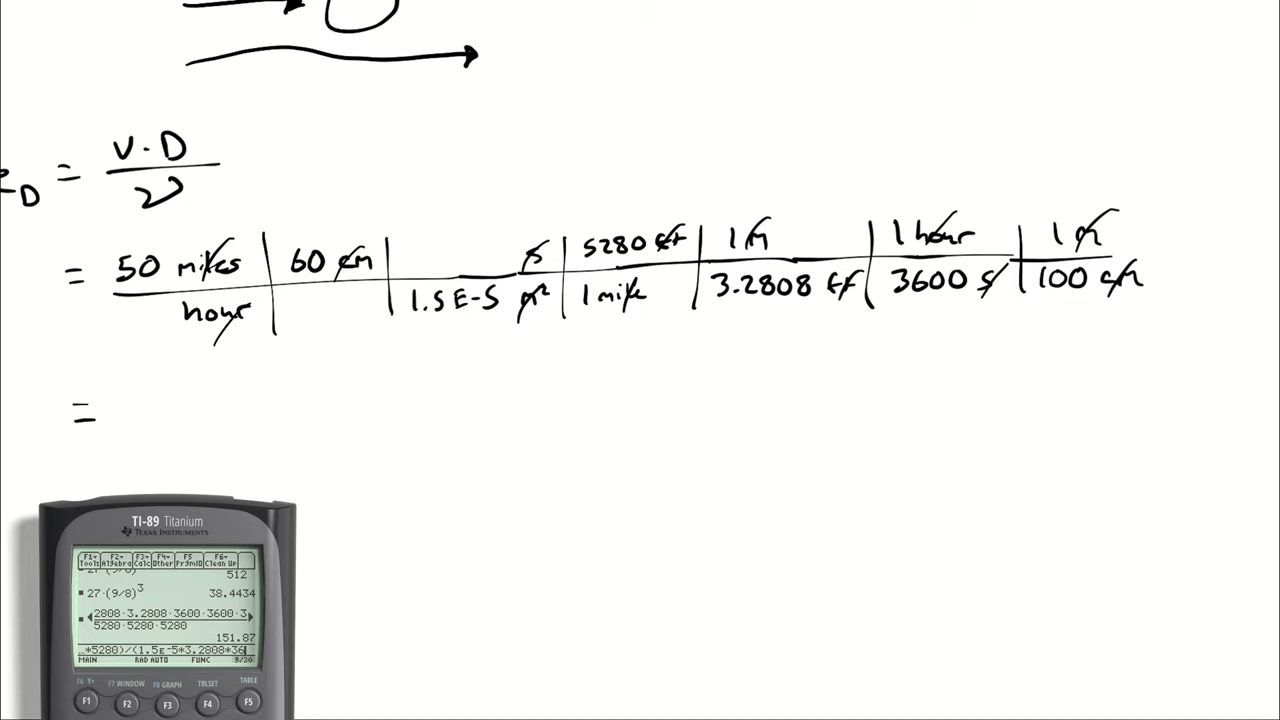 D = V·D
ν
= 50 miles 60 cm s 5280 ft 1 m 1 hour 1 m
hour 1.5E-5 m² 1 mile 3.2808 ft 3600 s 100 cm
=
TI-89 Titanium
TEXAS INSTRUMENTS
F1 F2 F3 F4 F5 F6
Tools Algebra Calc Other PrgmIO Clean Up
512
27·(9/8)³ 38.4434
2808·3.2808·3600·3600·3
5280·5280·5280
151.87
…*5280)/(1.5E-5*3.2808*36
MAIN RAD AUTO FUNC 9/30
F6 Y= F7 WINDOW F8 GRAPH TBLSET TABLE
F1 F2 F3 F4 F5